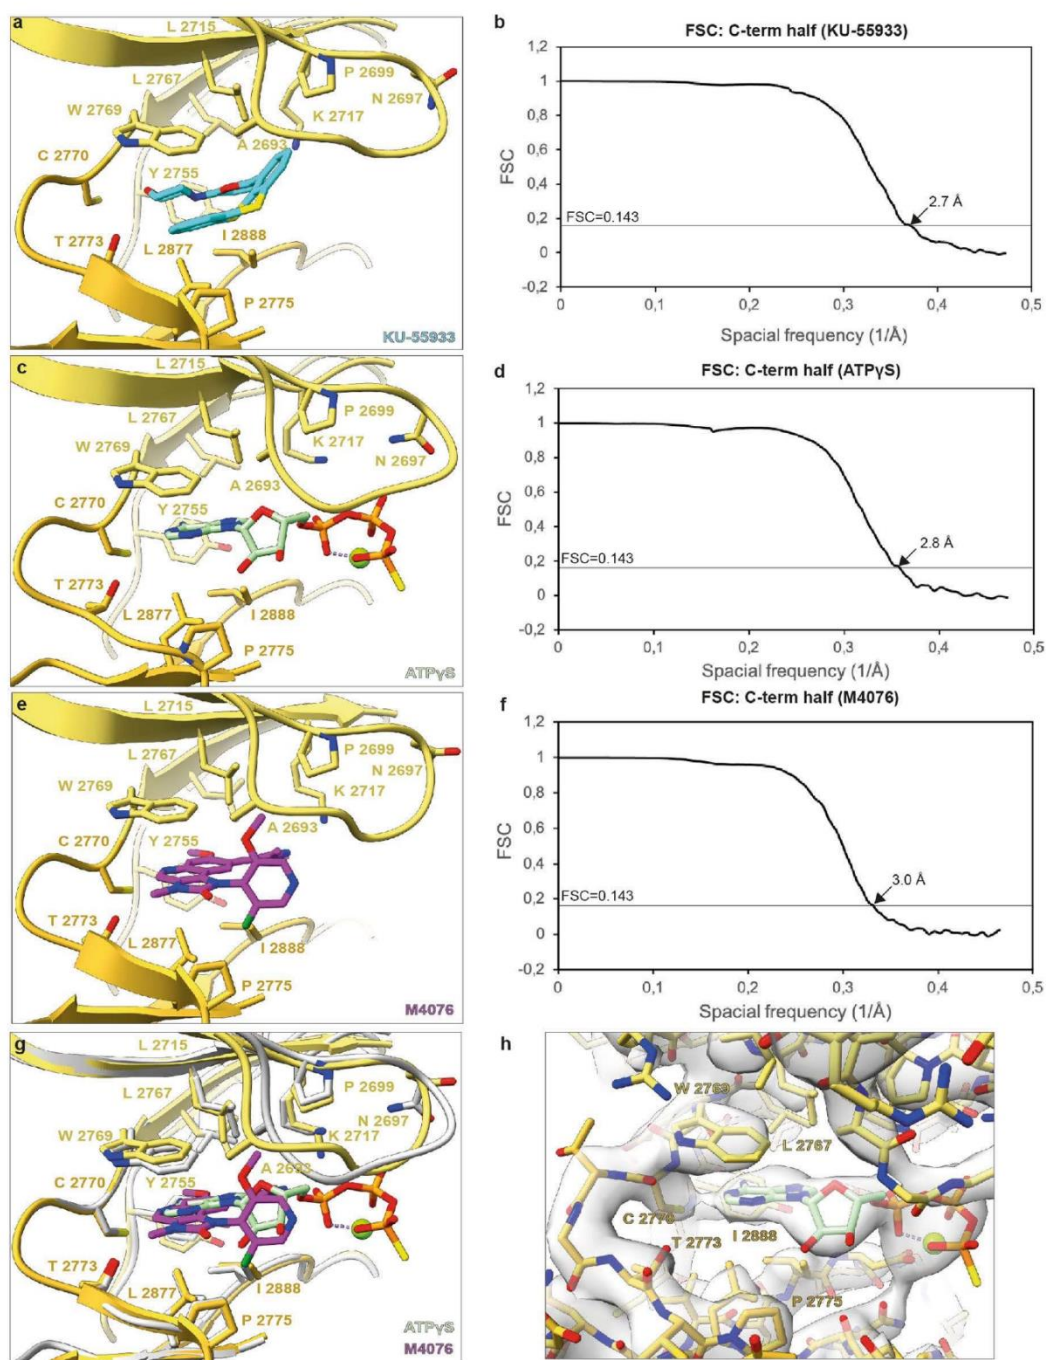 a
L 2715
L 2767
P 2699
N 2697
W 2769
K 2717
A 2693
C 2770
Y 2755
T 2773
L 2877
I 2888
P 2775
KU-55933
b
FSC: C-term half (KU-55933)
1,2
1
0,8
0,6
0,4
0,2
0
-0,2
FSC
FSC=0.143
2.7 Å
0
0,1
0,2
0,3
0,4
0,5
Spacial frequency (1/Å)
c
L 2715
L 2767
P 2699
W 2769
K 2717
N 2697
A 2693
C 2770
Y 2755
T 2773
L 2877
I 2888
P 2775
ATPγS
d
FSC: C-term half (ATPγS)
1,2
1
0,8
0,6
0,4
0,2
0
-0,2
FSC
FSC=0.143
2.8 Å
0
0,1
0,2
0,3
0,4
0,5
Spacial frequency (1/Å)
e
L 2715
L 2767
P 2699
N 2697
W 2769
K 2717
A 2693
C 2770
Y 2755
T 2773
L 2877
I 2888
P 2775
M4076
f
FSC: C-term half (M4076)
1,2
1
0,8
0,6
0,4
0,2
0
-0,2
FSC
FSC=0.143
3.0 Å
0
0,1
0,2
0,3
0,4
0,5
Spacial frequency (1/Å)
g
L 2715
L 2767
P 2699
N 2697
W 2769
K 2717
A 2693
C 2770
Y 2755
T 2773
L 2877
I 2888
P 2775
ATPγS
M4076
h
W 2769
L 2767
C 2770
I 2888
T 2773
P 2775